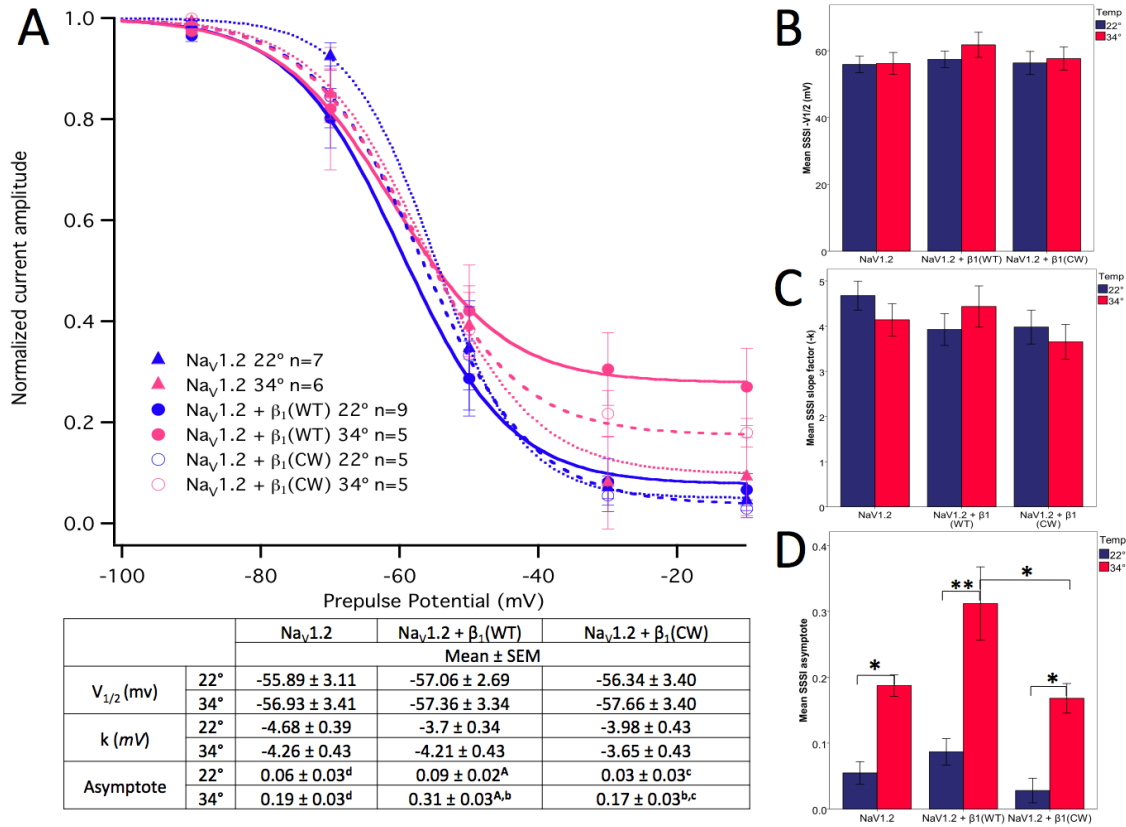 A
1.0
0.8
0.6
0.4
0.2
0.0
Normalized current amplitude
-100
-80
-60
-40
-20
Prepulse Potential (mV)
NaV1.2 22° n=7
NaV1.2 34° n=6
NaV1.2 + β1(WT) 22° n=9
NaV1.2 + β1(WT) 34° n=5
NaV1.2 + β1(CW) 22° n=5
NaV1.2 + β1(CW) 34° n=5
NaV1.2 NaV1.2 + β1(WT) NaV1.2 + β1(CW)
Mean ± SEM
V1/2 (mv) 22° -55.89 ± 3.11 -57.06 ± 2.69 -56.34 ± 3.40
34° -56.93 ± 3.41 -57.36 ± 3.34 -57.66 ± 3.40
k (mV) 22° -4.68 ± 0.39 -3.7 ± 0.34 -3.98 ± 0.43
34° -4.26 ± 0.43 -4.21 ± 0.43 -3.65 ± 0.43
Asymptote 22° 0.06 ± 0.03d 0.09 ± 0.02A 0.03 ± 0.03c
34° 0.19 ± 0.03d 0.31 ± 0.03A,b 0.17 ± 0.03b,c
B
Mean SSSI -V1/2 (mV)
60
40
20
0
NaV1.2
NaV1.2 + β1(WT)
NaV1.2 + β1(CW)
Temp
22°
34°
C
Mean SSSI slope factor (-k)
5
4
3
2
1
0
NaV1.2
NaV1.2 + β1
(WT)
NaV1.2 + β1
(CW)
Temp
22°
34°
D
Mean SSSI asymptote
0.4
0.3
0.2
0.1
0.0
*
**
*
*
NaV1.2
NaV1.2 + β1(WT)
NaV1.2 + β1(CW)
Temp
22°
34°